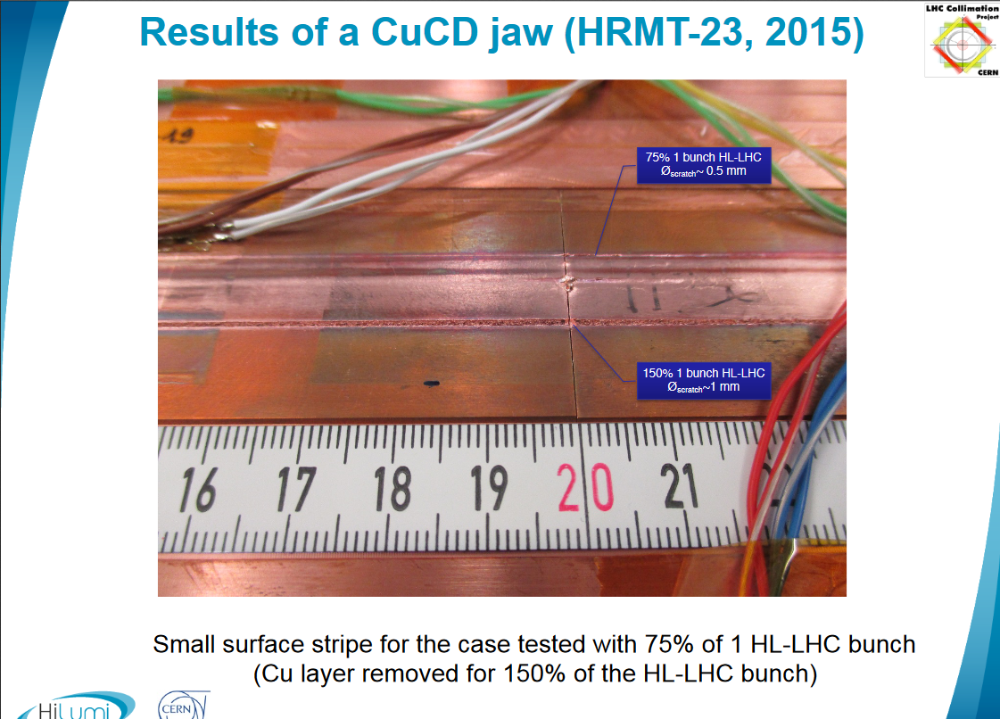 Results of a CuCD jaw (HRMT-23, 2015)
LHC Collimation
Project
CERN
19
75% 1 bunch HL-LHC
Øscratch~ 0.5 mm
150% 1 bunch HL-LHC
Øscratch~1 mm
16 17 18 19 20 21
Small surface stripe for the case tested with 75% of 1 HL-LHC bunch
(Cu layer removed for 150% of the HL-LHC bunch)
HiLumi
CERN